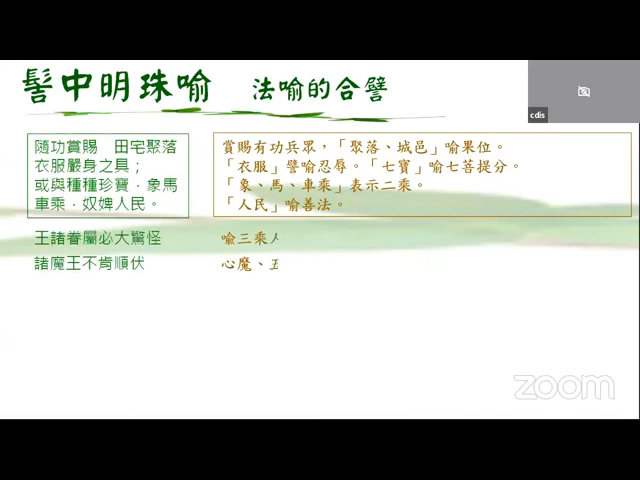 髻中明珠喻 法喻的合譬
cdis
隨功賞賜 田宅聚落
衣服嚴身之具；
或與種種珍寶．象馬
車乘．奴婢人民。
賞賜有功兵眾，「聚落、城邑」喻果位。
「衣服」譬喻忍辱。「七寶」喻七菩提分。
「象、馬、車乘」表示二乘。
「人民」喻善法。
王諸眷屬必大驚怪
喻三乘
諸魔王不肯順伏
心魔、五
zoom